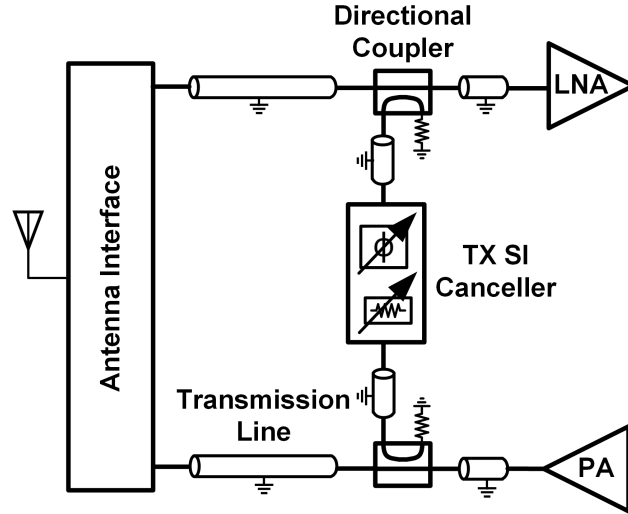 Directional
Coupler
LNA
Antenna Interface
ϕ
TX SI
Canceller
Transmission
Line
PA